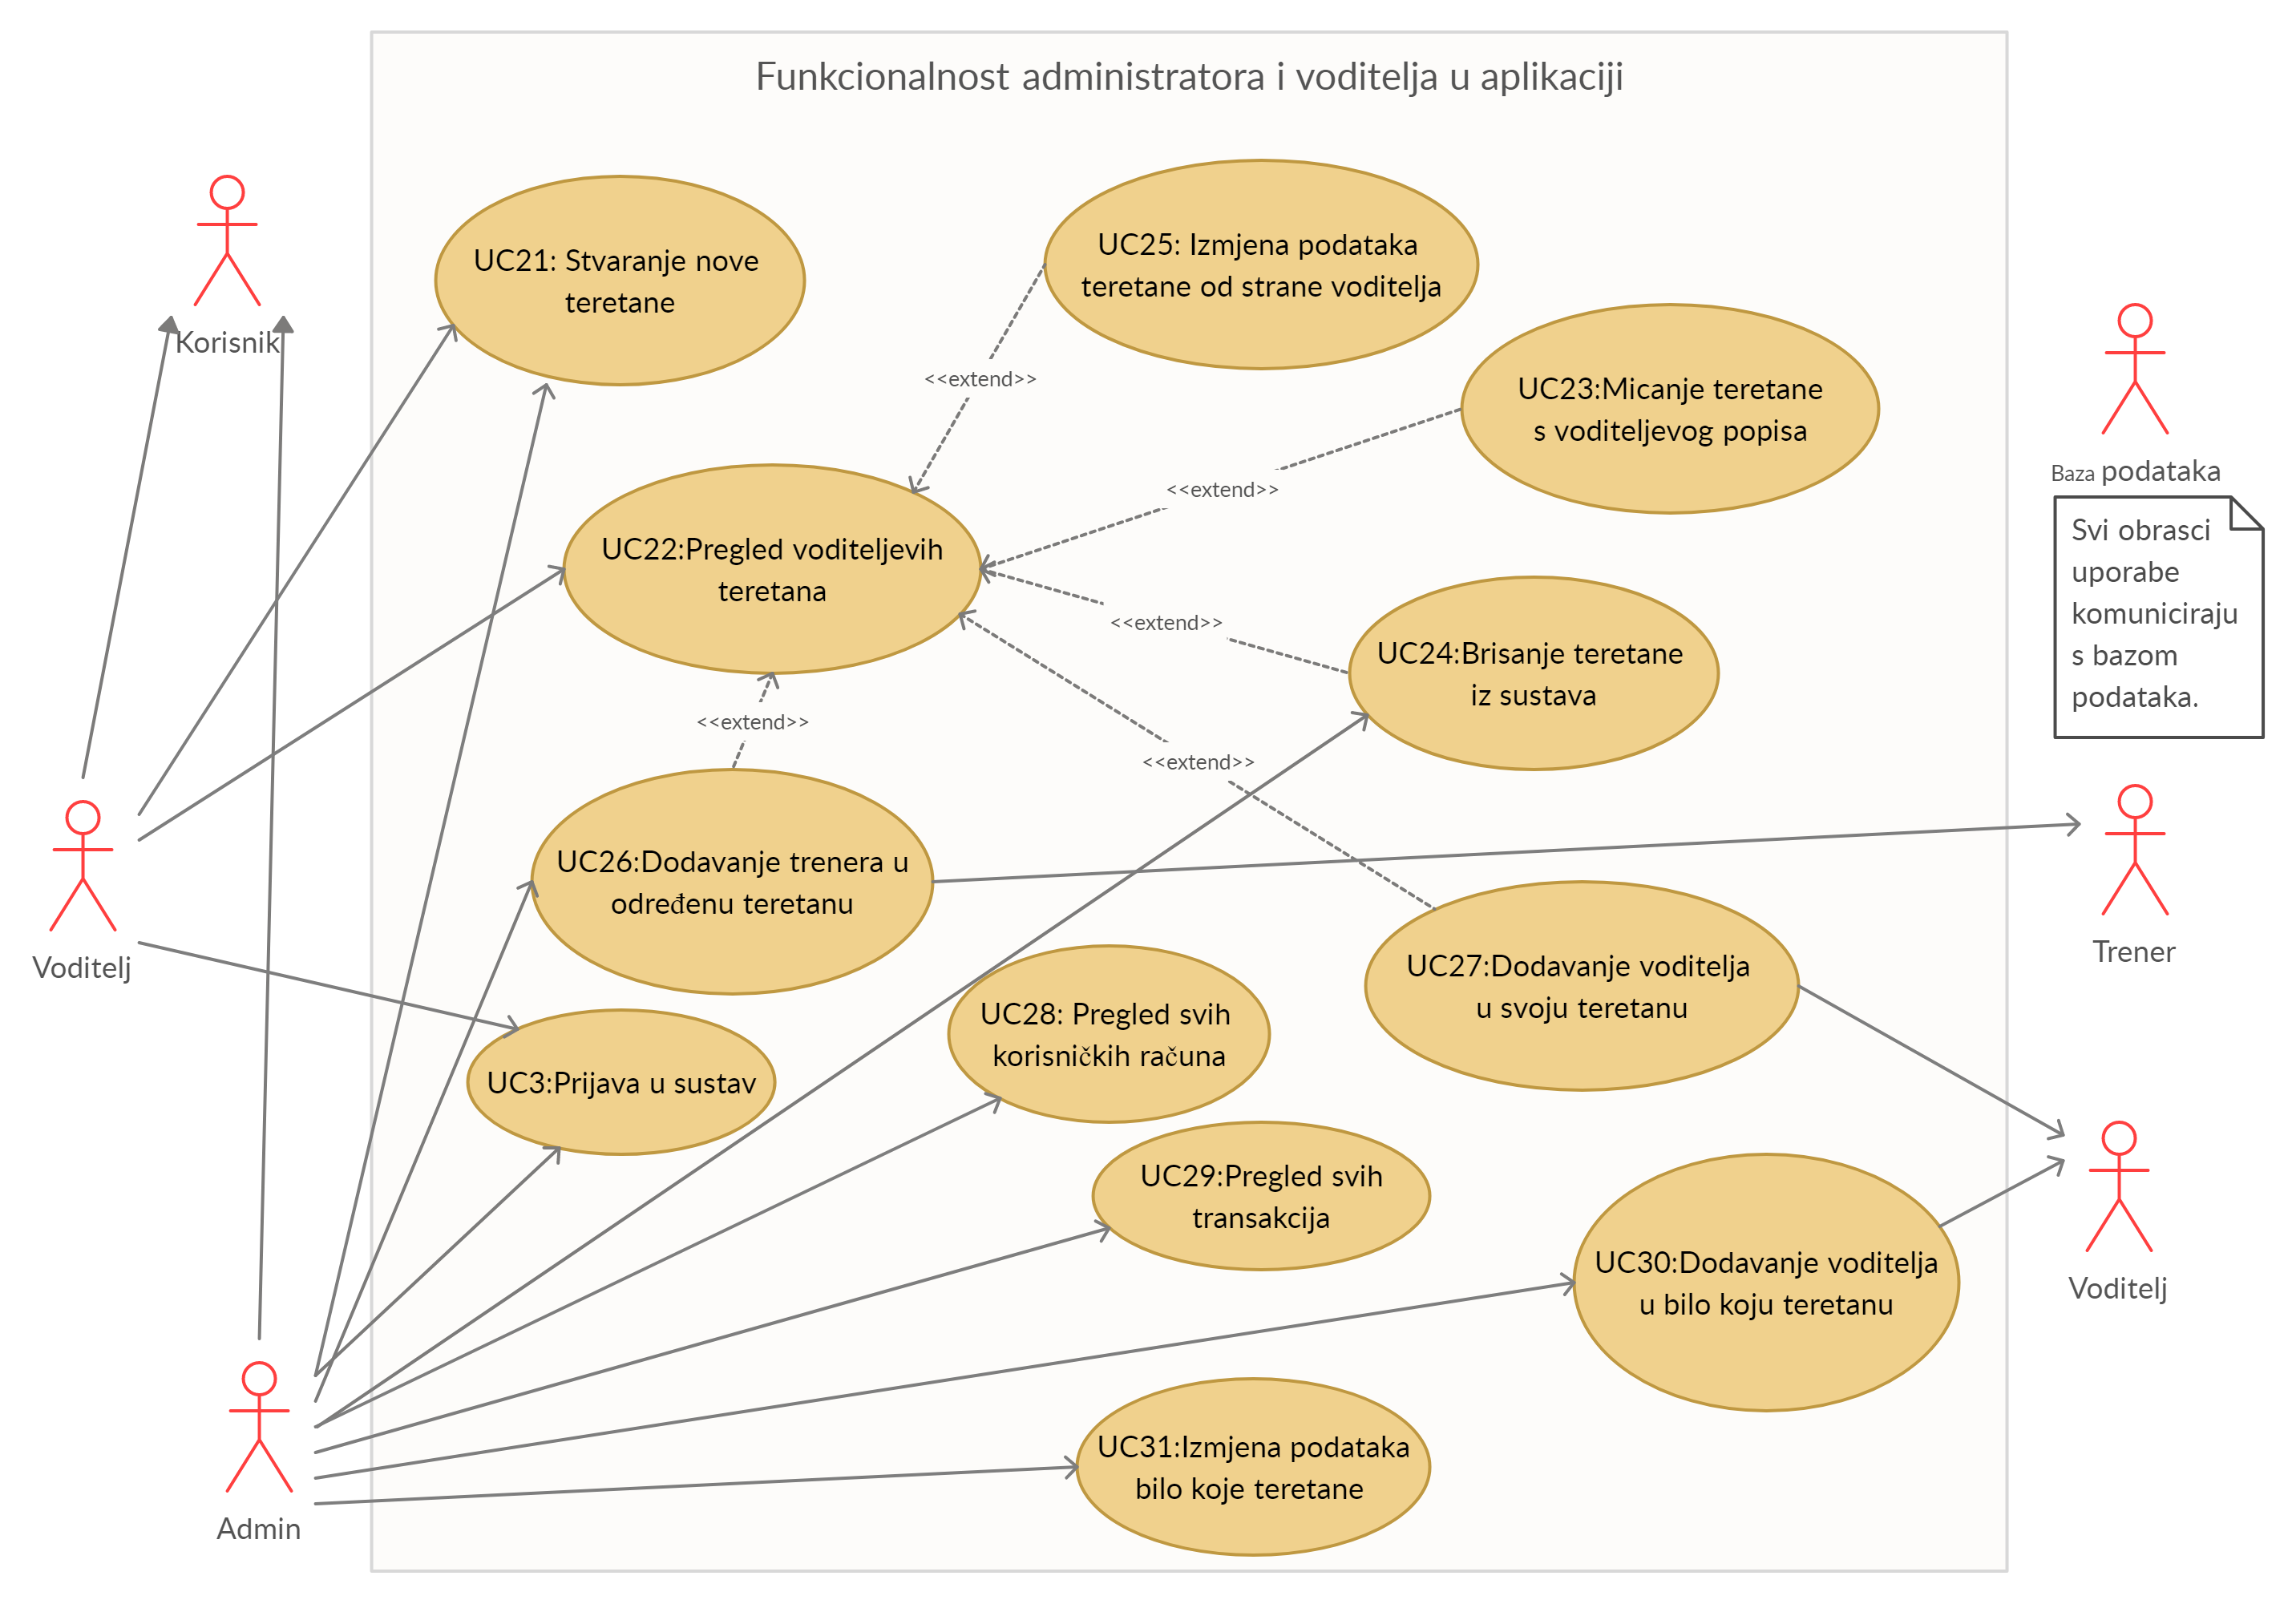 Funkcionalnost administratora i voditelja u aplikaciji
Korisnik
UC21: Stvaranje nove
teretane
UC25: Izmjena podataka
teretane od strane voditelja
<<extend>>
UC23:Micanje teretane
s voditeljevog popisa
<<extend>>
Baza podataka
Svi obrasci
uporabe
komuniciraju
s bazom
podataka.
UC22:Pregled voditeljevih
teretana
<<extend>>
UC24:Brisanje teretane
iz sustava
<<extend>>
<<extend>>
Voditelj
UC26:Dodavanje trenera u
određenu teretanu
Trener
UC27:Dodavanje voditelja
u svoju teretanu
UC3:Prijava u sustav
UC28: Pregled svih
korisničkih računa
UC29:Pregled svih
transakcija
UC30:Dodavanje voditelja
u bilo koju teretanu
Voditelj
UC31:Izmjena podataka
bilo koje teretane
Admin